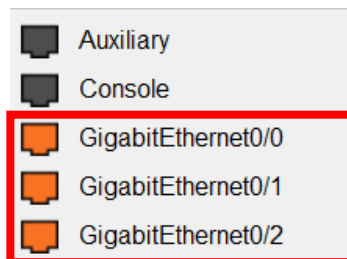 Auxiliary
Console
GigabitEthernet0/0
GigabitEthernet0/1
GigabitEthernet0/2